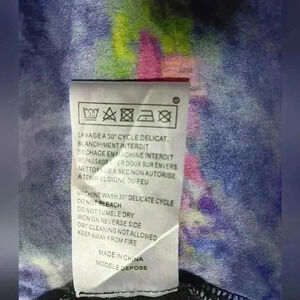 ®
LAVAGE A 30° CYCLE DELICAT,
BLANCHIMENT INTERDIT
SECHAGE EN MACHINE INTERDIT
REPASSAGE FER DOUX SUR ENVERS
NETTOYAGE A SEC NON AUTORISE
A TENIR ELOIGNE DU FEU
MACHINE WASH 30° DELICATE CYCLE
DO NOT BLEACH
DO NOT TUMBLE DRY
IRON ON REVERSE SIDE
DRY CLEANING NOT ALLOWED
KEEP AWAY FROM FIRE
MADE IN CHINA
MODELE DEPOSE